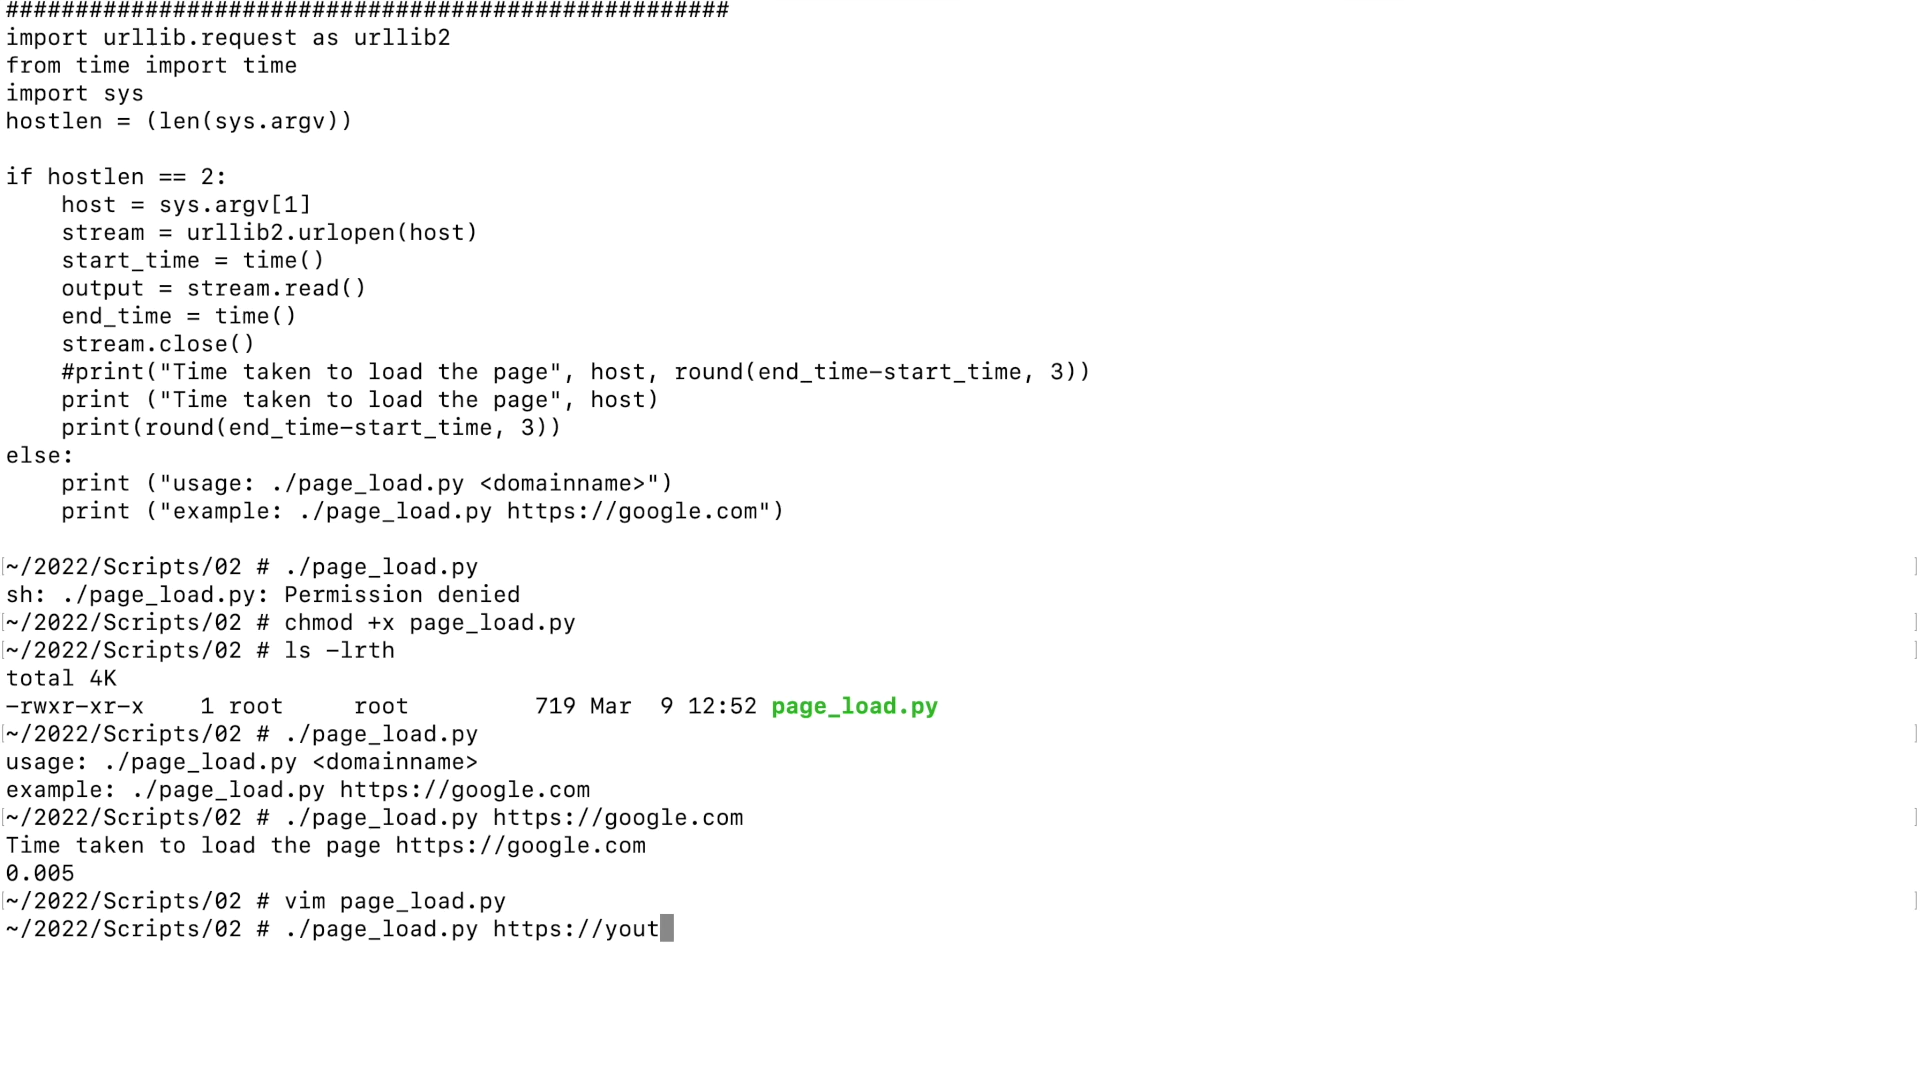 ####################################################
import urllib.request as urllib2
from time import time
import sys
hostlen = (len(sys.argv))

if hostlen == 2:
    host = sys.argv[1]
    stream = urllib2.urlopen(host)
    start_time = time()
    output = stream.read()
    end_time = time()
    stream.close()
    #print("Time taken to load the page", host, round(end_time-start_time, 3))
    print ("Time taken to load the page", host)
    print(round(end_time-start_time, 3))
else:
    print ("usage: ./page_load.py <domainname>")
    print ("example: ./page_load.py https://google.com")

[~/2022/Scripts/02 # ./page_load.py ]
sh: ./page_load.py: Permission denied
[~/2022/Scripts/02 # chmod +x page_load.py ]
[~/2022/Scripts/02 # ls -lrth ]
total 4K
-rwxr-xr-x    1 root     root         719 Mar  9 12:52 page_load.py
[~/2022/Scripts/02 # ./page_load.py ]
usage: ./page_load.py <domainname>
example: ./page_load.py https://google.com
[~/2022/Scripts/02 # ./page_load.py https://google.com ]
Time taken to load the page https://google.com
0.005
[~/2022/Scripts/02 # vim page_load.py ]
~/2022/Scripts/02 # ./page_load.py https://yout